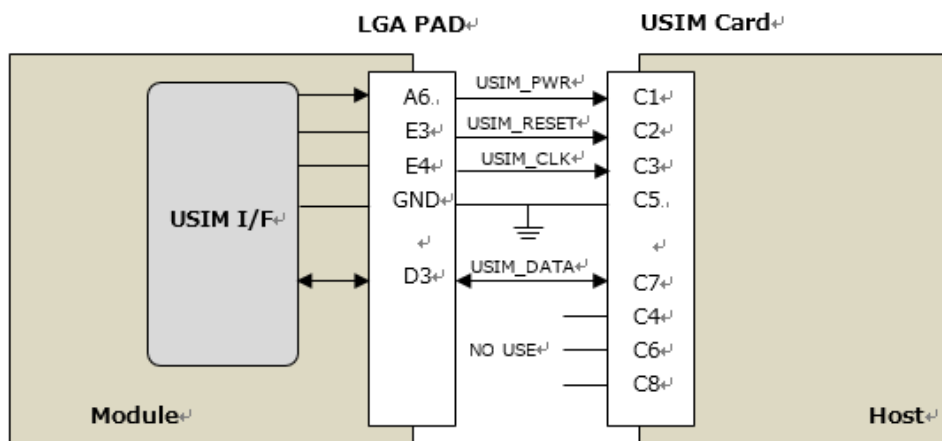 LGA PAD
USIM Card
A6..
USIM_PWR
C1
E3
USIM_RESET
C2
E4
USIM_CLK
C3
GND
C5..
USIM I/F
D3
USIM_DATA
C7
C4
NO USE
C6
C8
Module
Host